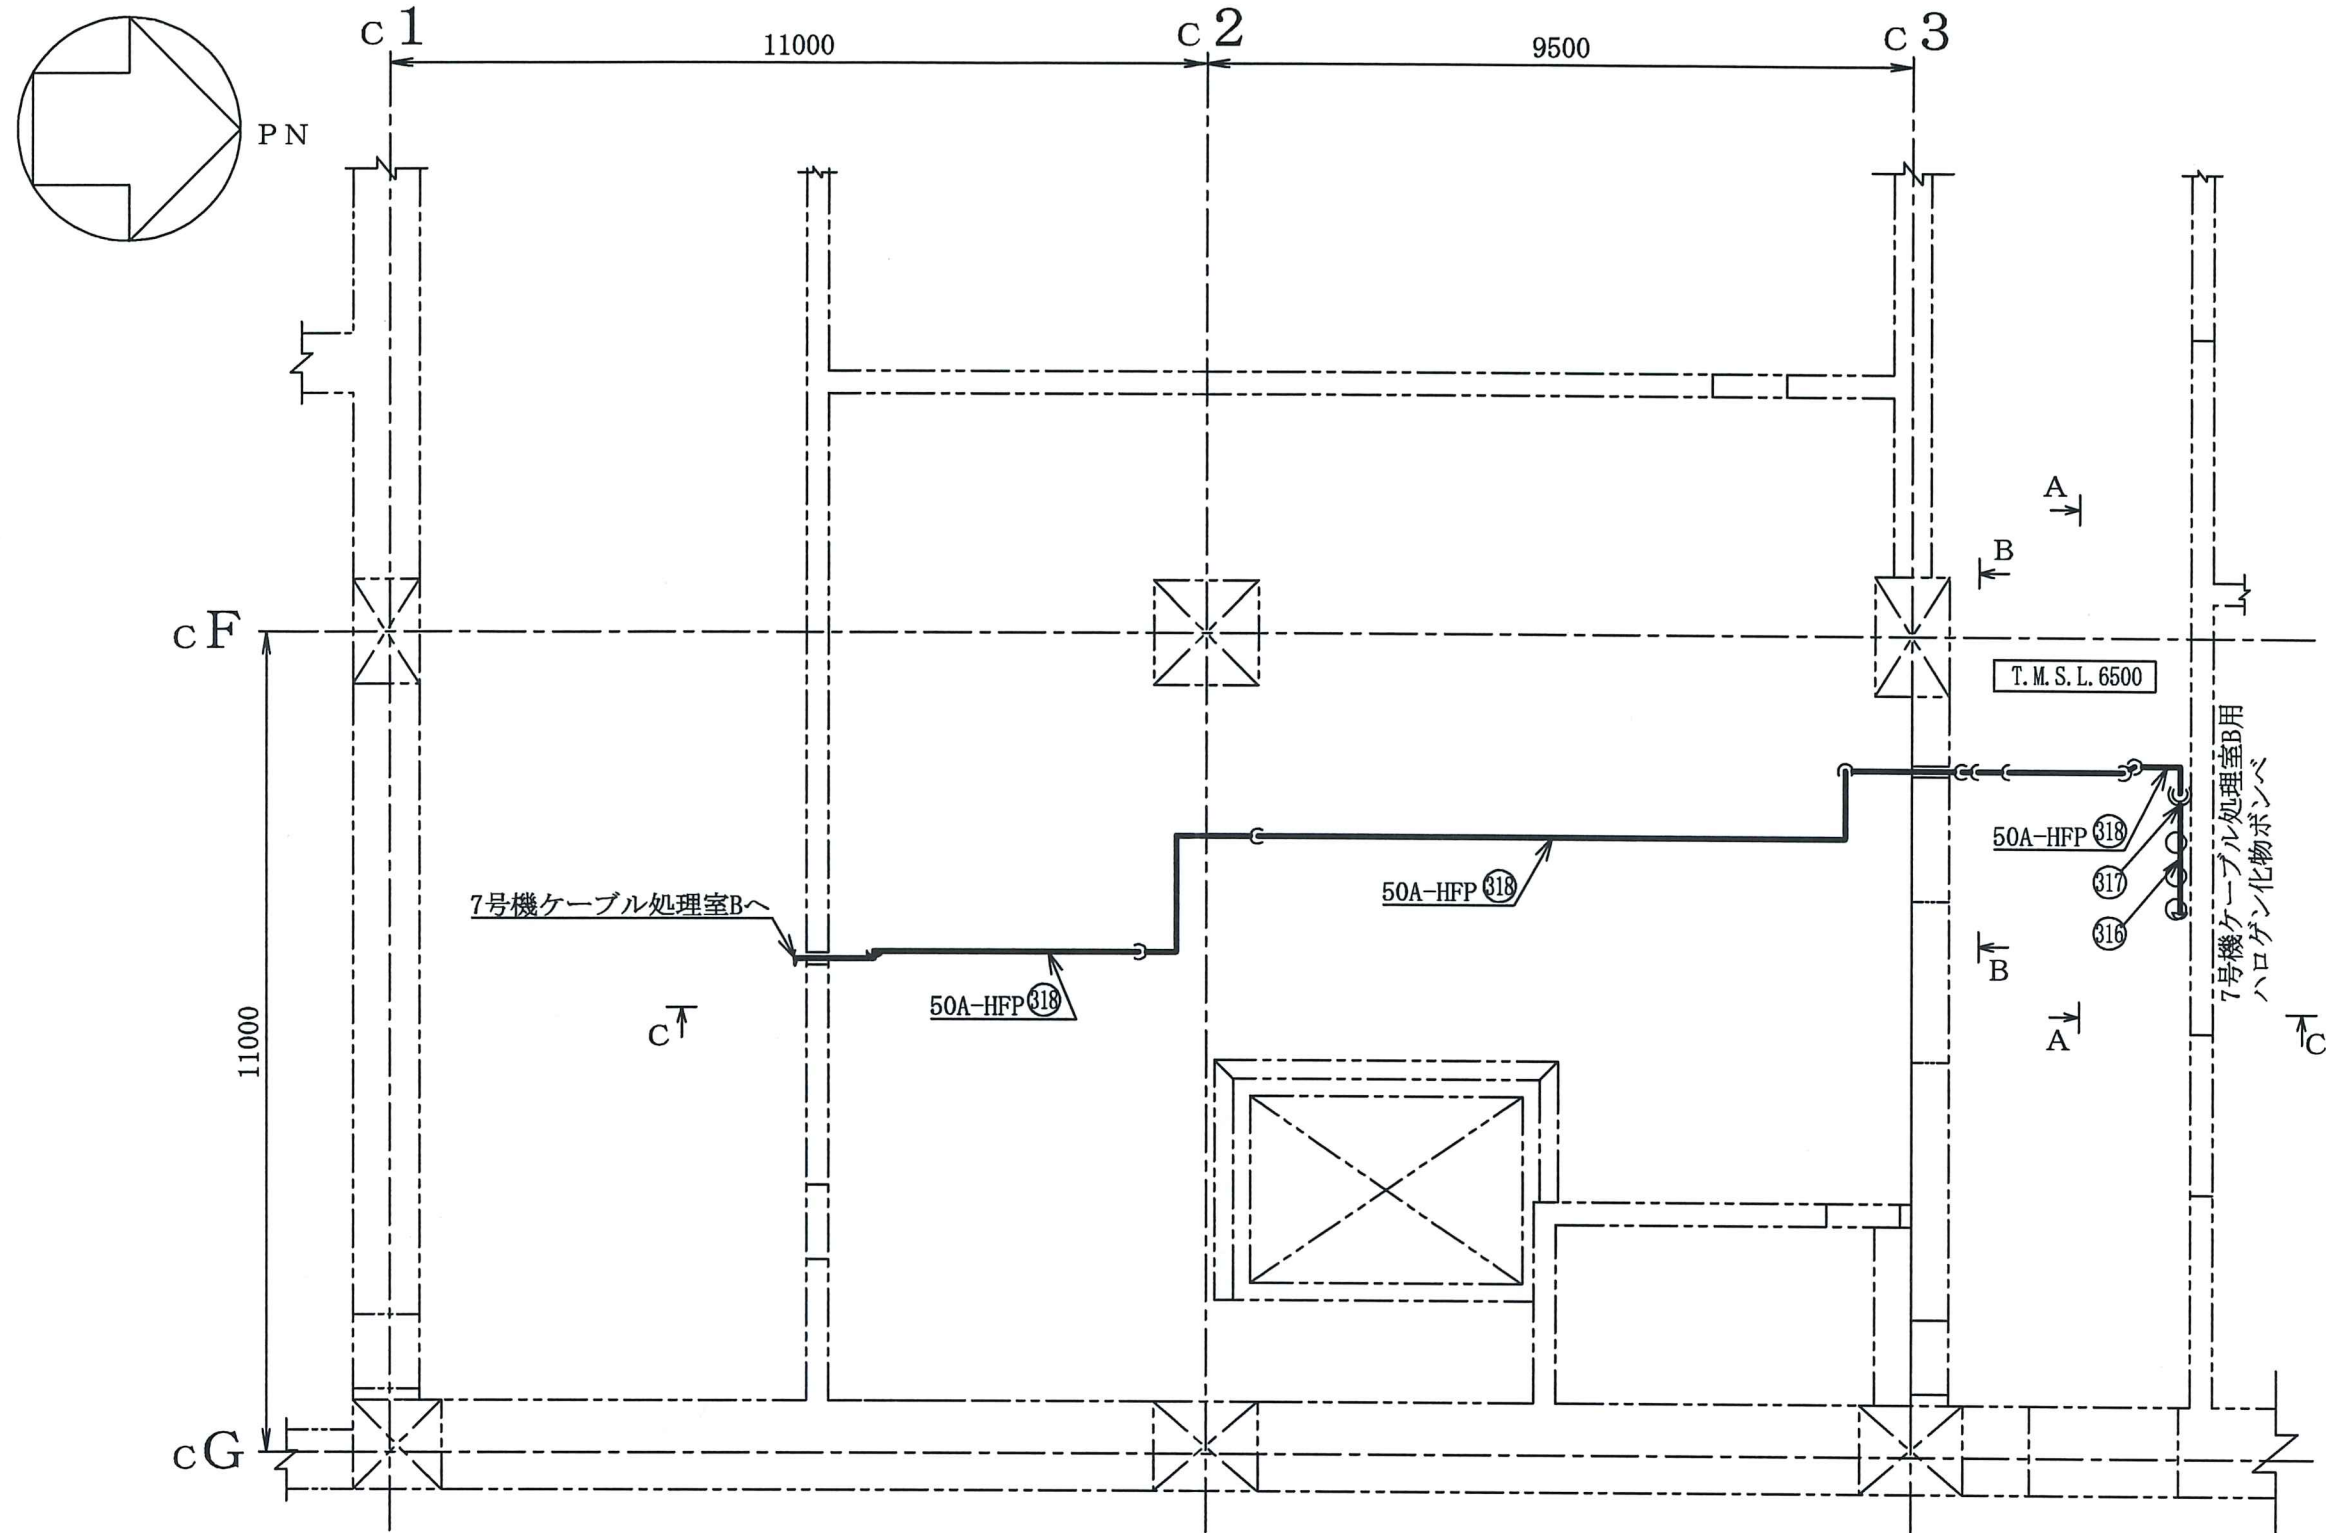 C1
C2
C3
11000
9500
PN
A
B
CF
T.M.S.L.6500
7号機ケーブル処理室B用
ハロゲン化物ボンベ
50A-HFP 318
317
316
50A-HFP 318
7号機ケーブル処理室Bへ
50A-HFP 318
B
A
C
C
11000
CG